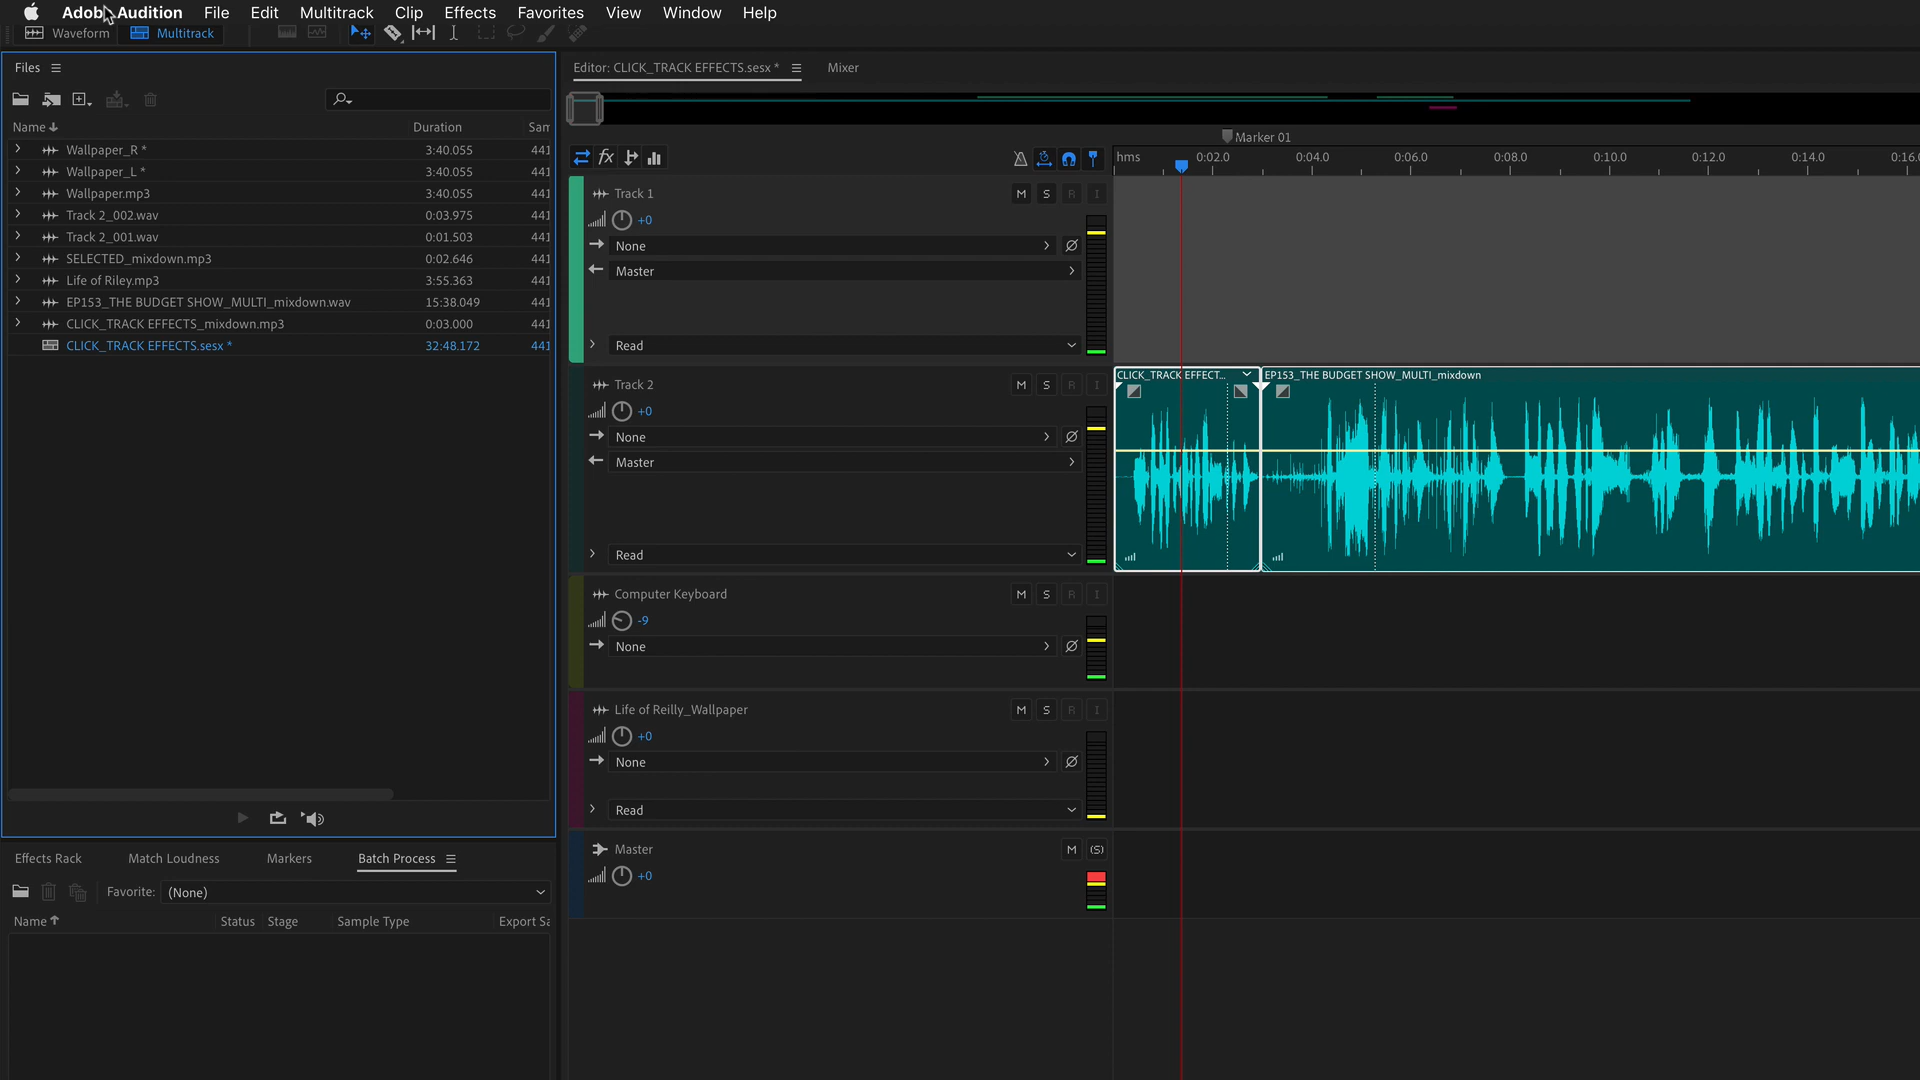 Adobe Audition File Edit Multitrack Clip Effects Favorites View Window Help
Waveform Multitrack
Files
Name Duration Sam
Wallpaper_R * 3:40.055 441
Wallpaper_L * 3:40.055 441
Wallpaper.mp3 3:40.055 441
Track 2_002.wav 0:03.975 441
Track 2_001.wav 0:01.503 441
SELECTED_mixdown.mp3 0:02.646 441
Life of Riley.mp3 3:55.363 441
EP153_THE BUDGET SHOW_MULTI_mixdown.wav 15:38.049 441
CLICK_TRACK EFFECTS_mixdown.mp3 0:03.000 441
CLICK_TRACK EFFECTS.sesx * 32:48.172 441
Effects Rack Match Loudness Markers Batch Process
Favorite: (None)
Name Status Stage Sample Type Export Sa
Editor: CLICK_TRACK EFFECTS.sesx * Mixer
Marker 01
fx
hms 0:02.0 0:04.0 0:06.0 0:08.0 0:10.0 0:12.0 0:14.0 0:16.0
Track 1 M S R I
+0
None
Master
Read
Track 2 M S R I
+0
None
Master
Read
CLICK_TRACK EFFECT... EP153_THE BUDGET SHOW_MULTI_mixdown
Computer Keyboard M S R I
-9
None
Life of Reilly_Wallpaper M S R I
+0
None
Read
Master M (S)
+0